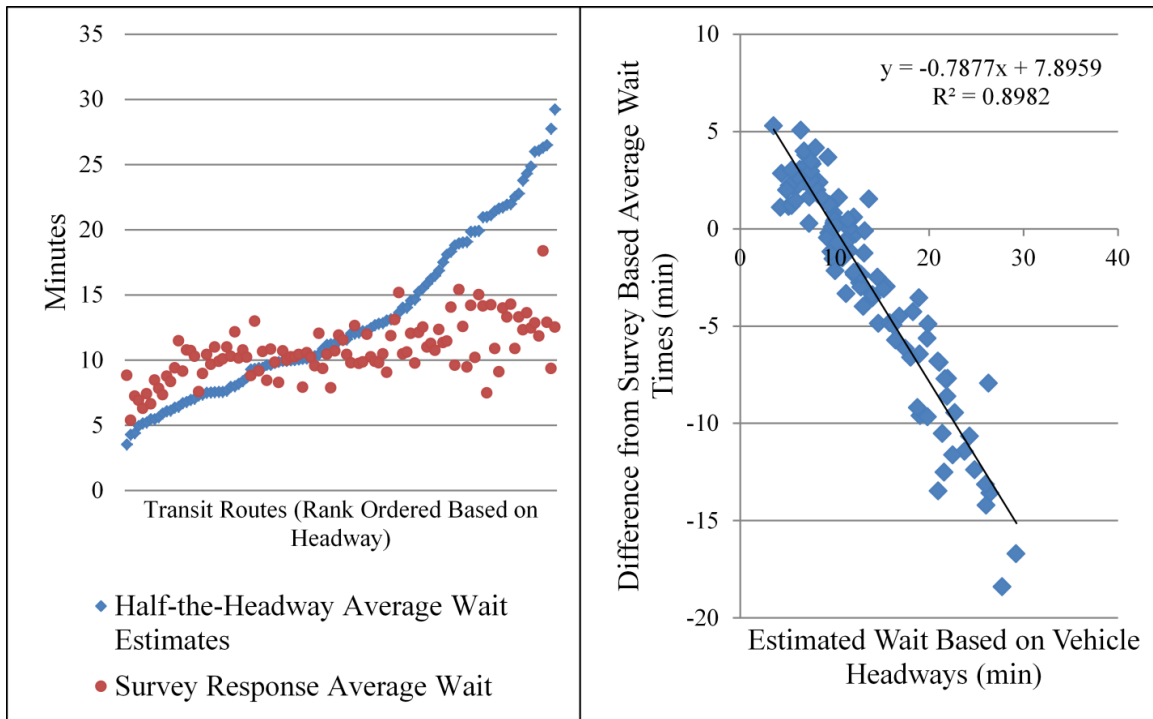 35
30
25
20
15
10
5
0
Minutes
Transit Routes (Rank Ordered Based on
Headway)
Half-the-Headway Average Wait
Estimates
Survey Response Average Wait
10
5
0
-5
-10
-15
-20
Difference from Survey Based Average Wait
Times (min)
y = -0.7877x + 7.8959
R² = 0.8982
0 10 20 30 40
Estimated Wait Based on Vehicle
Headways (min)